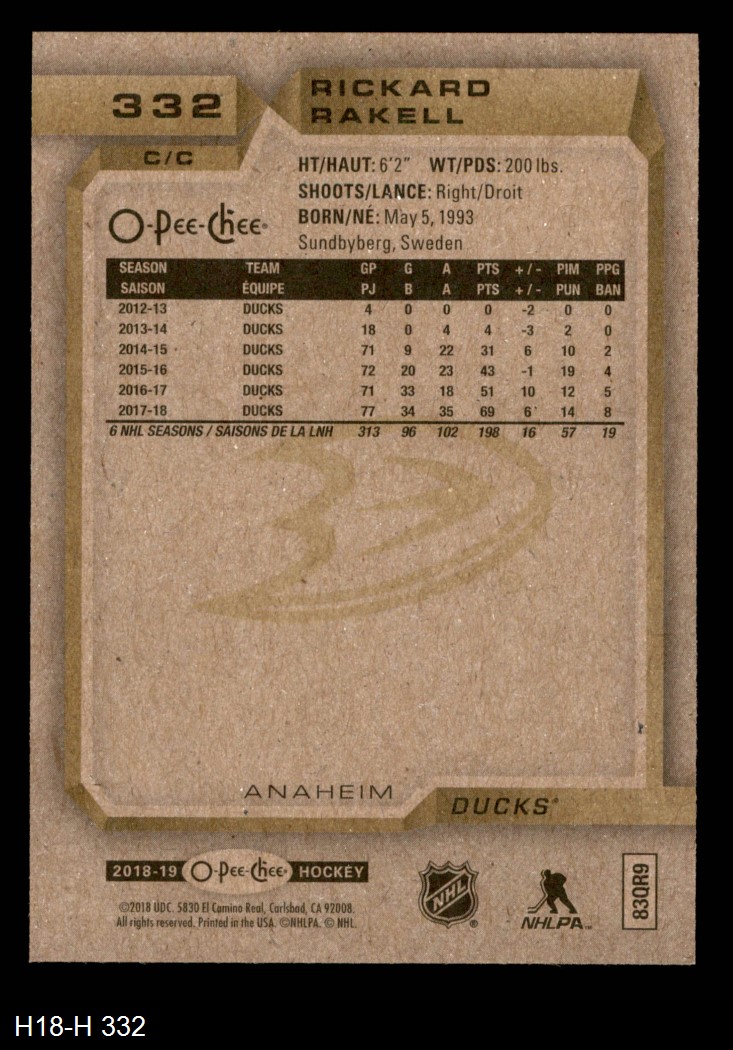 332
RICKARD
RAKELL
C/C
HT/HAUT: 6'2" WT/PDS: 200 lbs.
SHOOTS/LANCE: Right/Droit
BORN/NÉ: May 5, 1993
Sundbyberg, Sweden
O-Pee-Chee
SEASON TEAM GP G A PTS +/- PIM PPG
SAISON ÉQUIPE PJ B A PTS +/- PUN BAN
2012-13 DUCKS 4 0 0 0 -2 0 0
2013-14 DUCKS 18 0 4 4 -3 2 0
2014-15 DUCKS 71 9 22 31 6 10 2
2015-16 DUCKS 72 20 23 43 -1 19 4
2016-17 DUCKS 71 33 18 51 10 12 5
2017-18 DUCKS 77 34 35 69 6 14 8
6 NHL SEASONS / SAISONS DE LA LNH 313 96 102 198 16 57 19
ANAHEIM
DUCKS
2018-19 O-Pee-Chee HOCKEY
©2018 UDC. 5830 El Camino Real, Carlsbad, CA 92008.
All rights reserved. Printed in the USA. ©NHLPA. © NHL.
NHL ®
NHLPA™
83QR9
H18-H 332